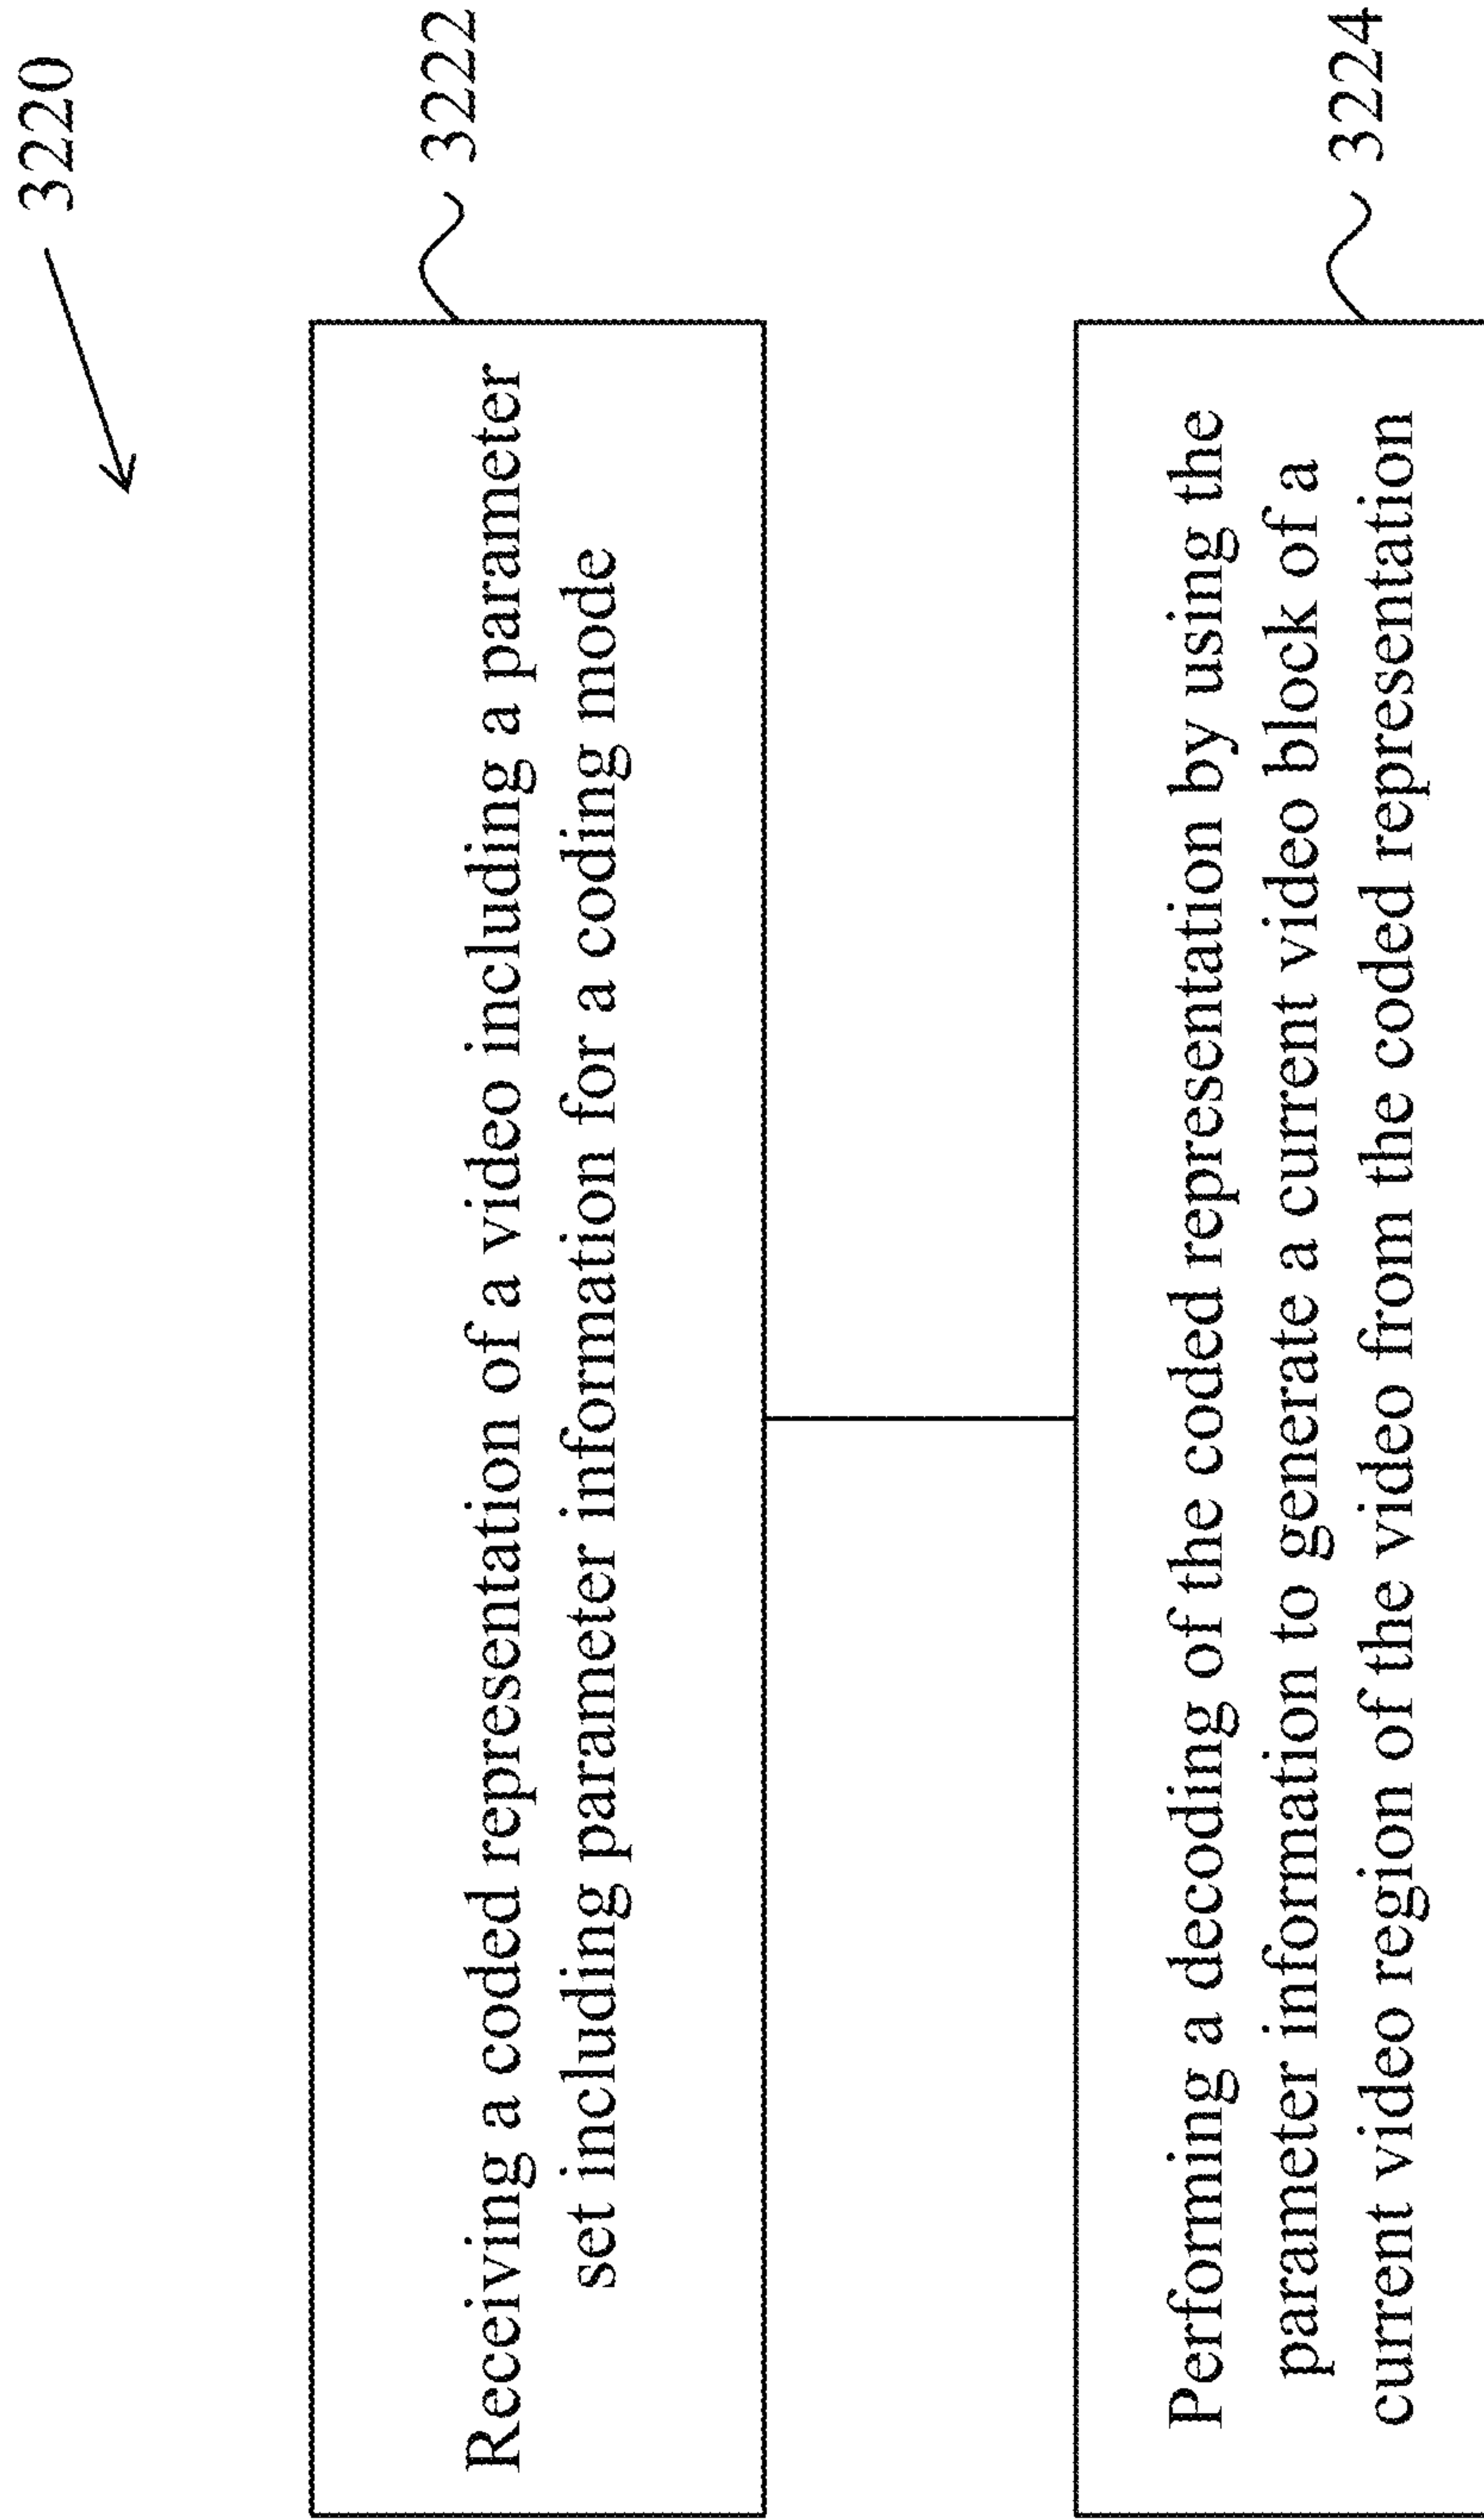 3220
Receiving a coded representation of a video including a parameter
set including parameter information for a coding mode
3222
Performing a decoding of the coded representation by using the
parameter information to generate a current video block of a
current video region of the video from the coded representation
3224